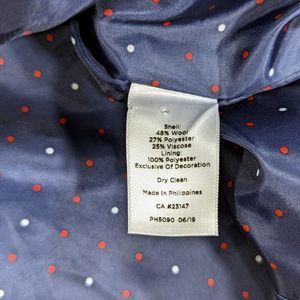 Shell:
48% Wool
27% Polyester
25% Viscose
Lining:
100% Polyester
Exclusive Of Decoration
Dry Clean
Made In Philippines
CA #23147
PH5090 06/19